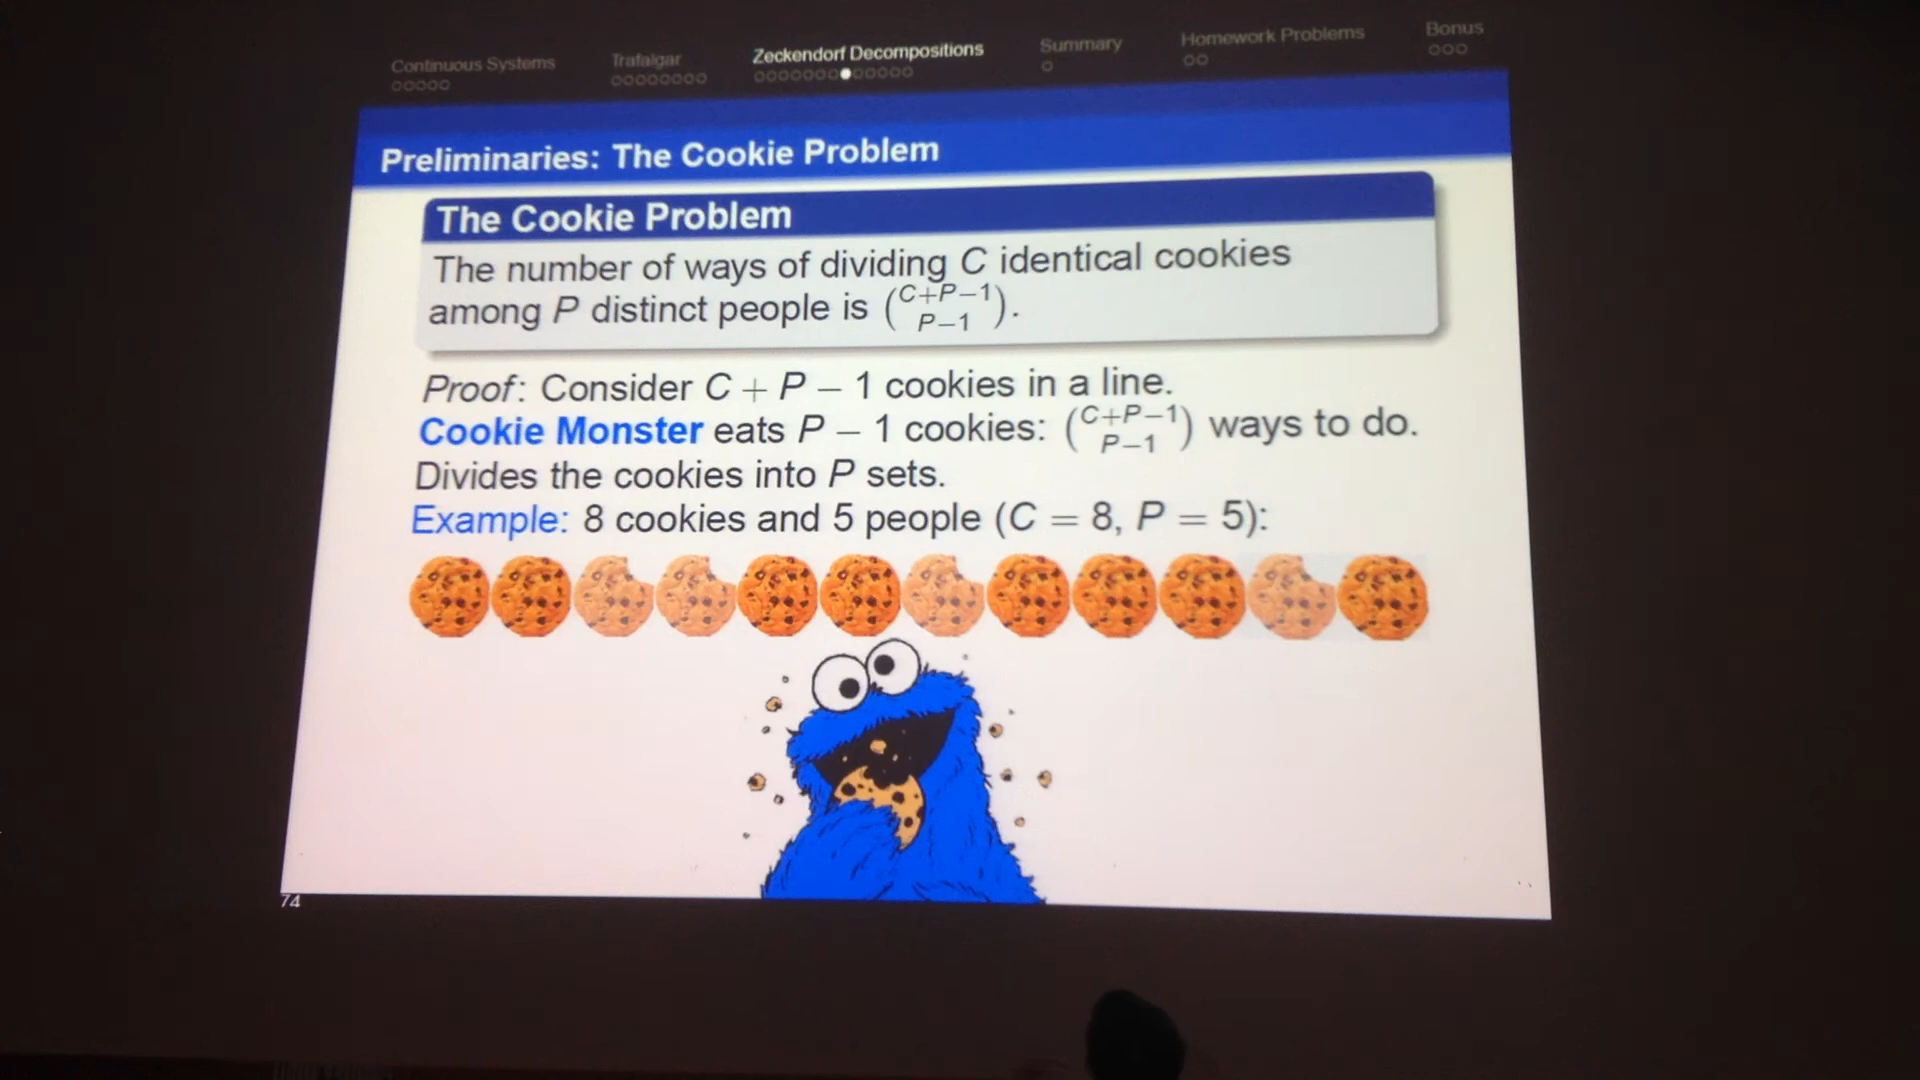 Continuous Systems Trafalgar Zeckendorf Decompositions Summary Homework Problems Bonus
Preliminaries: The Cookie Problem
The Cookie Problem
The number of ways of dividing C identical cookies
among P distinct people is (C+P−1 P−1).
Proof: Consider C + P − 1 cookies in a line.
Cookie Monster eats P − 1 cookies: (C+P−1 P−1) ways to do.
Divides the cookies into P sets.
Example: 8 cookies and 5 people (C = 8, P = 5):
74